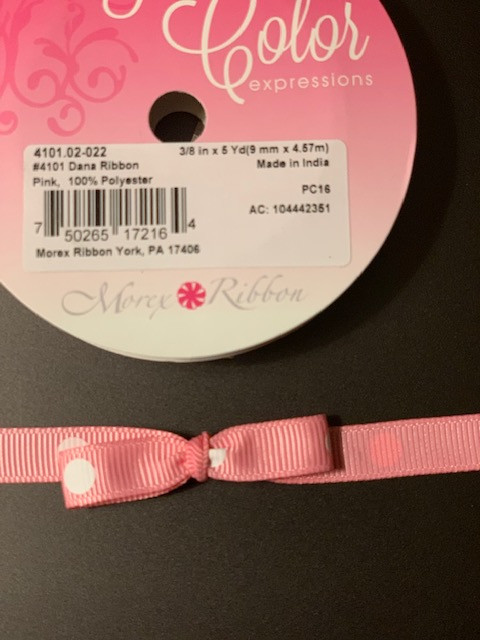 Color
expressions
4101.02-022 3/8 in x 5 Yd(9 mm x 4.57m)
#4101 Dana Ribbon Made in India
Pink, 100% Polyester
PC16
AC: 104442351
7 50265 17216 4
Morex Ribbon York, PA 17406
Morex Ribbon